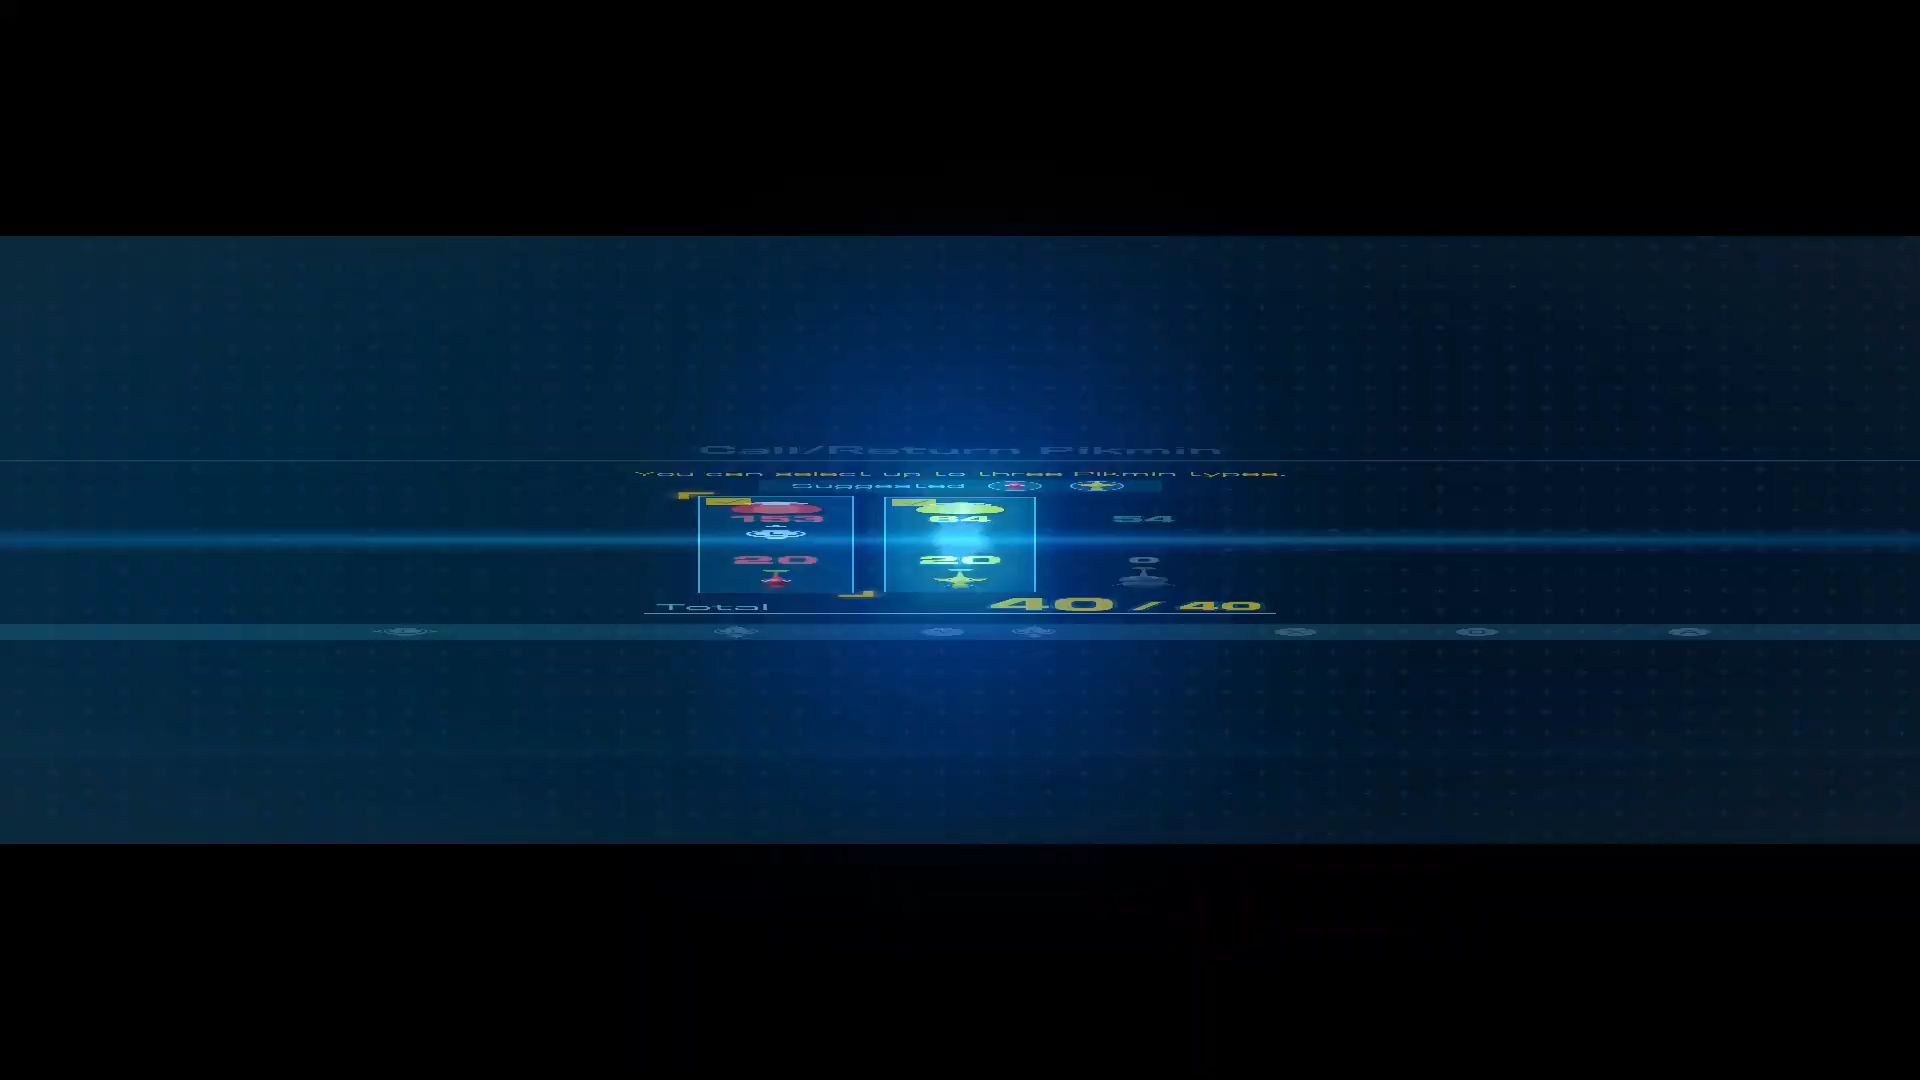 Call/Return Pikmin
You can select up to three Pikmin types.
Suggested
153 64 54
20 20 0
Total 40 / 40